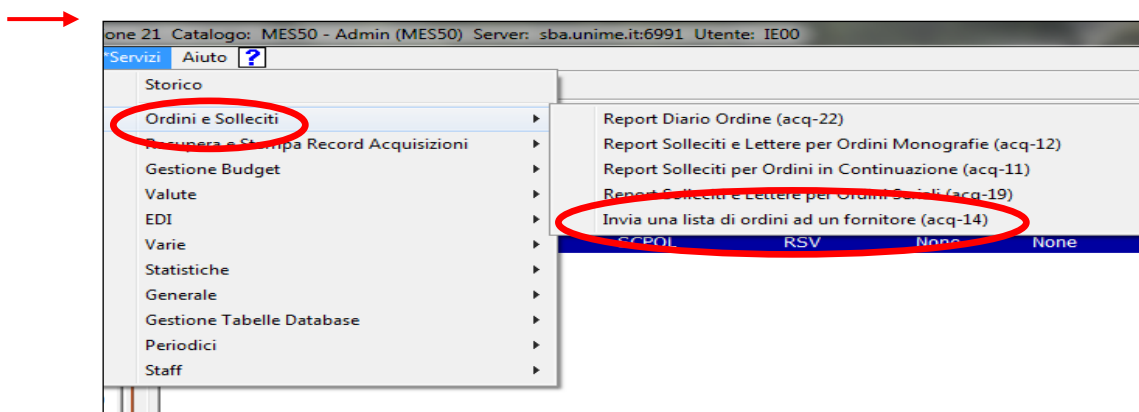 one 21 Catalogo: MES50 - Admin (MES50) Server: sba.unime.it:6991 Utente: IE00
*Servizi Aiuto ?
Storico
Ordini e Solleciti
Recupera e Stampa Record Acquisizioni
Gestione Budget
Valute
EDI
Varie
Statistiche
Generale
Gestione Tabelle Database
Periodici
Staff
Report Diario Ordine (acq-22)
Report Solleciti e Lettere per Ordini Monografie (acq-12)
Report Solleciti per Ordini in Continuazione (acq-11)
Report Solleciti e Lettere per Ordini Seriali (acq-19)
Invia una lista di ordini ad un fornitore (acq-14)
SCPOL RSV None None